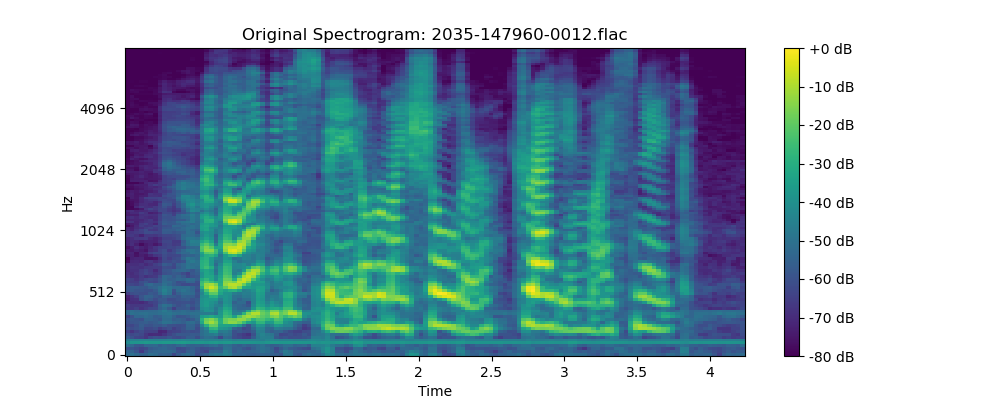 Original Spectrogram: 2035-147960-0012.flac
Hz
4096
2048
1024
512
0
0
0.5
1
1.5
2
2.5
3
3.5
4
Time
+0 dB
-10 dB
-20 dB
-30 dB
-40 dB
-50 dB
-60 dB
-70 dB
-80 dB